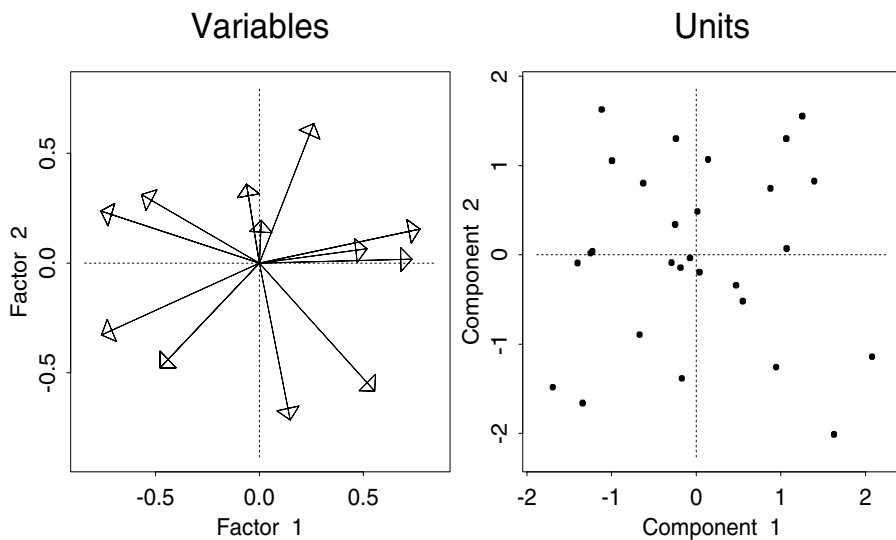 Variables
Units
Factor 2
0.5
0.0
-0.5
-0.5
0.0
0.5
Factor 1
Component 2
2
1
0
-1
-2
-2
-1
0
1
2
Component 1